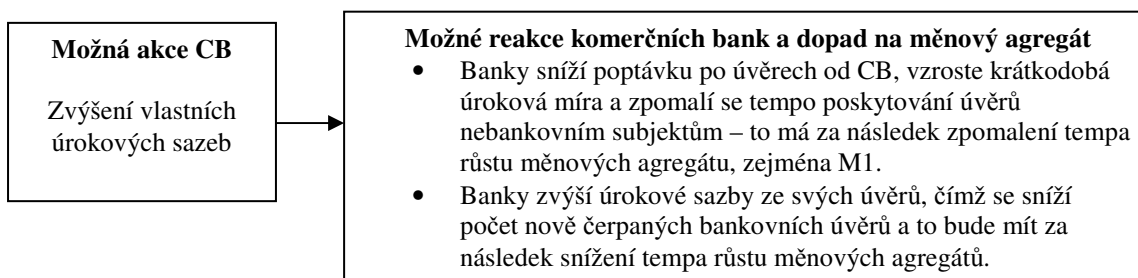 Možná akce CB
Zvýšení vlastních
úrokových sazeb
Možné reakce komerčních bank a dopad na měnový agregát
• Banky sníží poptávku po úvěrech od CB, vzroste krátkodobá
úroková míra a zpomalí se tempo poskytování úvěrů
nebankovním subjektům – to má za následek zpomalení tempa
růstu měnových agregátu, zejména M1.
• Banky zvýší úrokové sazby ze svých úvěrů, čímž se sníží
počet nově čerpaných bankovních úvěrů a to bude mít za
následek snížení tempa růstu měnových agregátů.